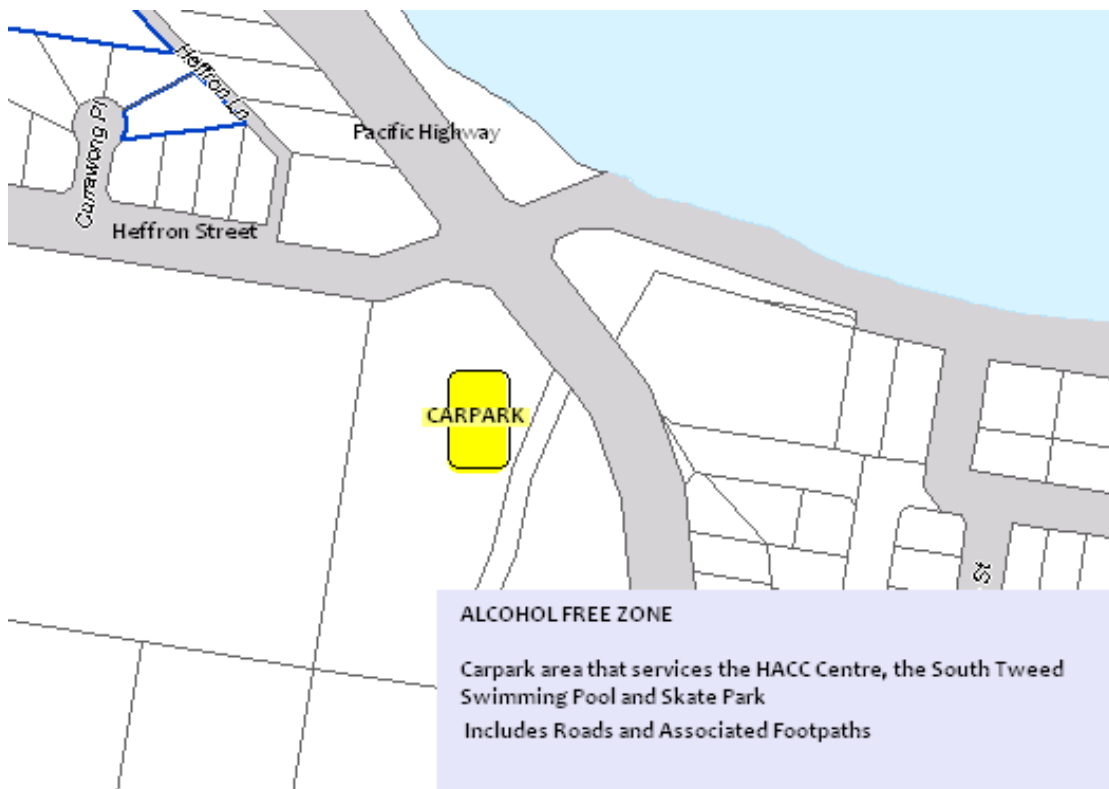 Heffron Ln
Pacific Highway
Currawong Pl
Heffron Street
CARPARK
St
ALCOHOL FREE ZONE
Carpark area that services the HACC Centre, the South Tweed
Swimming Pool and Skate Park
Includes Roads and Associated Footpaths